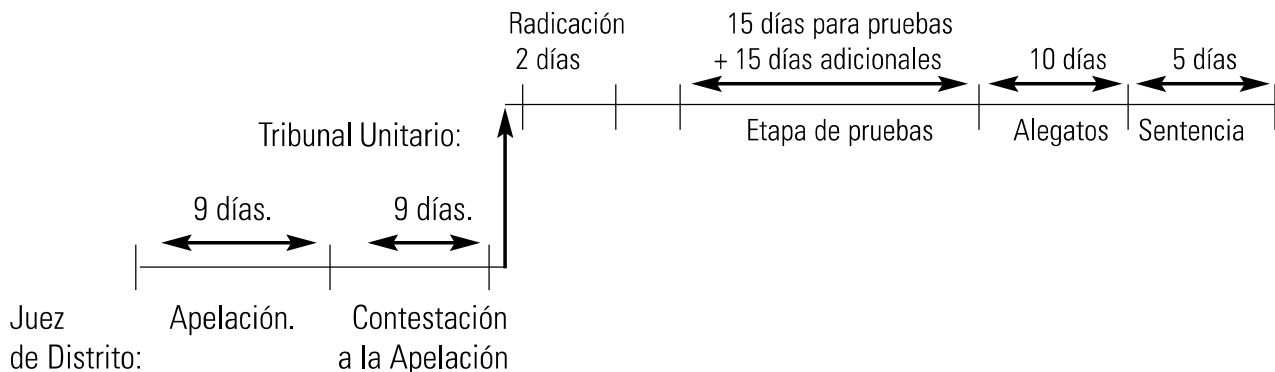 Radicación
2 días
15 días para pruebas
+ 15 días adicionales
10 días
5 días
Tribunal Unitario:
Etapa de pruebas
Alegatos
Sentencia
9 días.
9 días.
Juez
de Distrito:
Apelación.
Contestación
a la Apelación